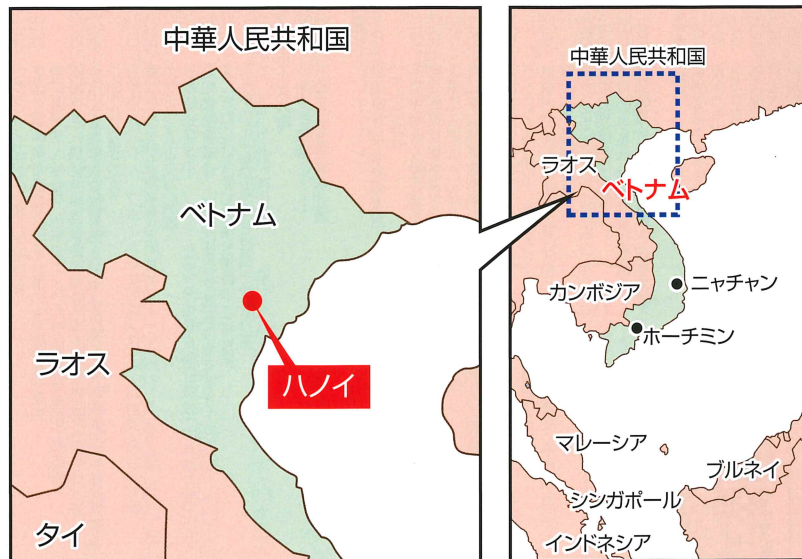 中華人民共和国
ベトナム
ハノイ
ラオス
タイ
中華人民共和国
ラオス
ベトナム
カンボジア
ニャチャン
ホーチミン
マレーシア
ブルネイ
シンガポール
インドネシア